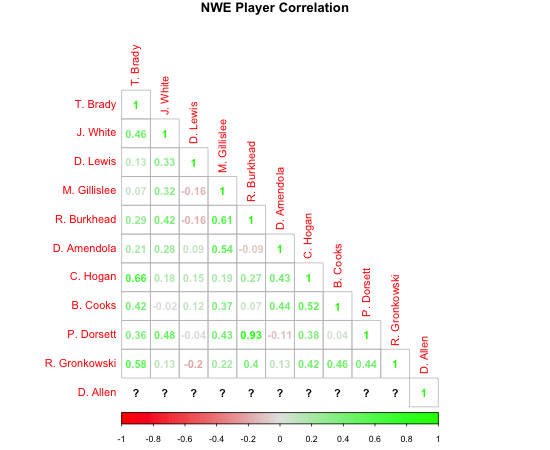 NWE Player Correlation
T. Brady
J. White
D. Lewis
M. Gillislee
R. Burkhead
D. Amendola
C. Hogan
B. Cooks
P. Dorsett
R. Gronkowski
D. Allen
T. Brady 1
J. White 0.46 1
D. Lewis 0.13 0.33 1
M. Gillislee 0.07 0.32 -0.16 1
R. Burkhead 0.29 0.42 -0.16 0.61 1
D. Amendola 0.21 0.28 0.09 0.54 -0.09 1
C. Hogan 0.66 0.18 0.15 0.19 0.27 0.43 1
B. Cooks 0.42 -0.02 0.12 0.37 0.07 0.44 0.52 1
P. Dorsett 0.36 0.48 -0.04 0.43 0.93 -0.11 0.38 0.04 1
R. Gronkowski 0.58 0.13 -0.2 0.22 0.4 0.13 0.42 0.46 0.44 1
D. Allen ? ? ? ? ? ? ? ? ? ? 1
-1 -0.8 -0.6 -0.4 -0.2 0 0.2 0.4 0.6 0.8 1